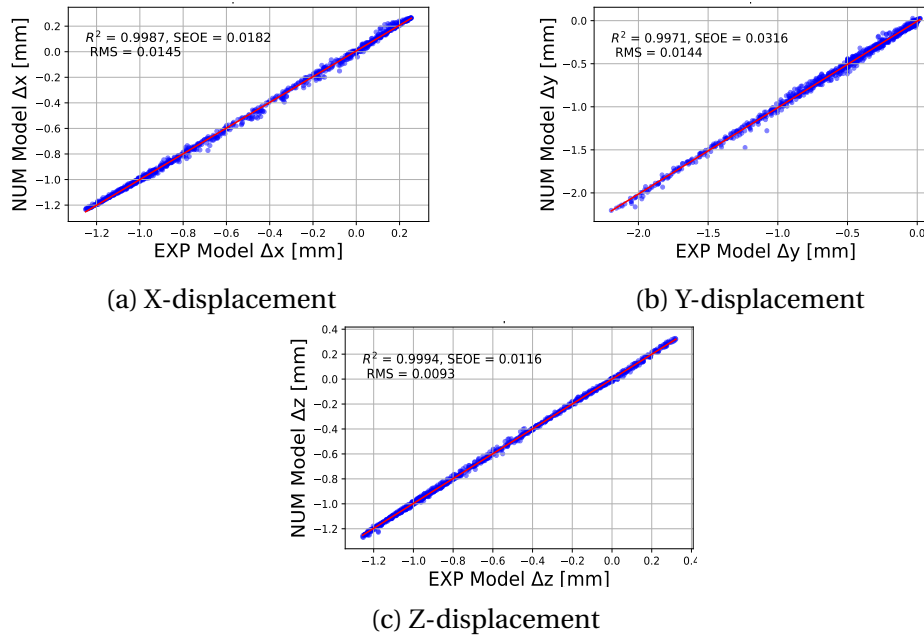 R² = 0.9987, SEOE = 0.0182
RMS = 0.0145
NUM Model Δx [mm]
0.2
0.0
−0.2
−0.4
−0.6
−0.8
−1.0
−1.2
−1.2 −1.0 −0.8 −0.6 −0.4 −0.2 0.0 0.2
EXP Model Δx [mm]
(a) X-displacement
R² = 0.9971, SEOE = 0.0316
RMS = 0.0144
NUM Model Δy [mm]
0.0
−0.5
−1.0
−1.5
−2.0
−2.0 −1.5 −1.0 −0.5 0.0
EXP Model Δy [mm]
(b) Y-displacement
R² = 0.9994, SEOE = 0.0116
RMS = 0.0093
NUM Model Δz [mm]
0.4
0.2
0.0
−0.2
−0.4
−0.6
−0.8
−1.0
−1.2
−1.2 −1.0 −0.8 −0.6 −0.4 −0.2 0.0 0.2 0.4
EXP Model Δz [mm]
(c) Z-displacement